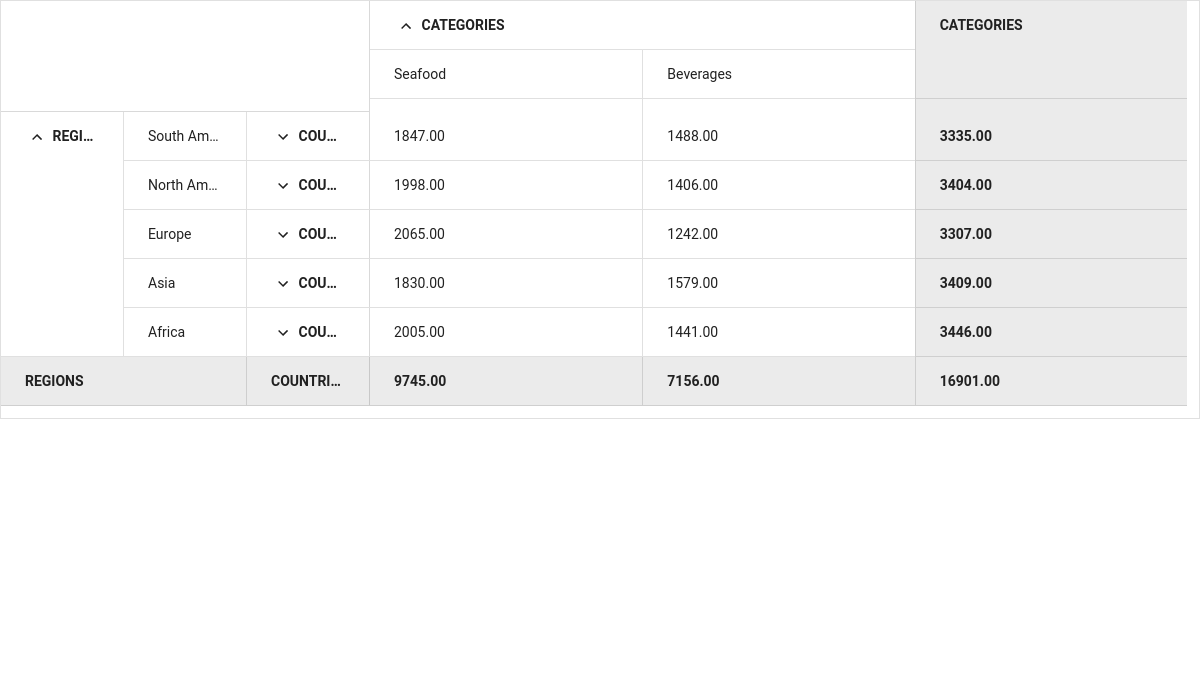 CATEGORIES CATEGORIES
Seafood Beverages
REGI... South Am... COU... 1847.00 1488.00 3335.00
North Am... COU... 1998.00 1406.00 3404.00
Europe COU... 2065.00 1242.00 3307.00
Asia COU... 1830.00 1579.00 3409.00
Africa COU... 2005.00 1441.00 3446.00
REGIONS COUNTRI... 9745.00 7156.00 16901.00